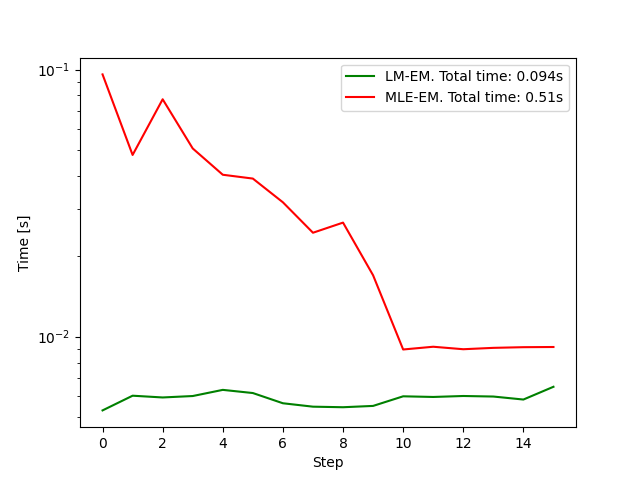 LM-EM. Total time: 0.094s
MLE-EM. Total time: 0.51s
10⁻¹
10⁻²
Time [s]
0 2 4 6 8 10 12 14
Step